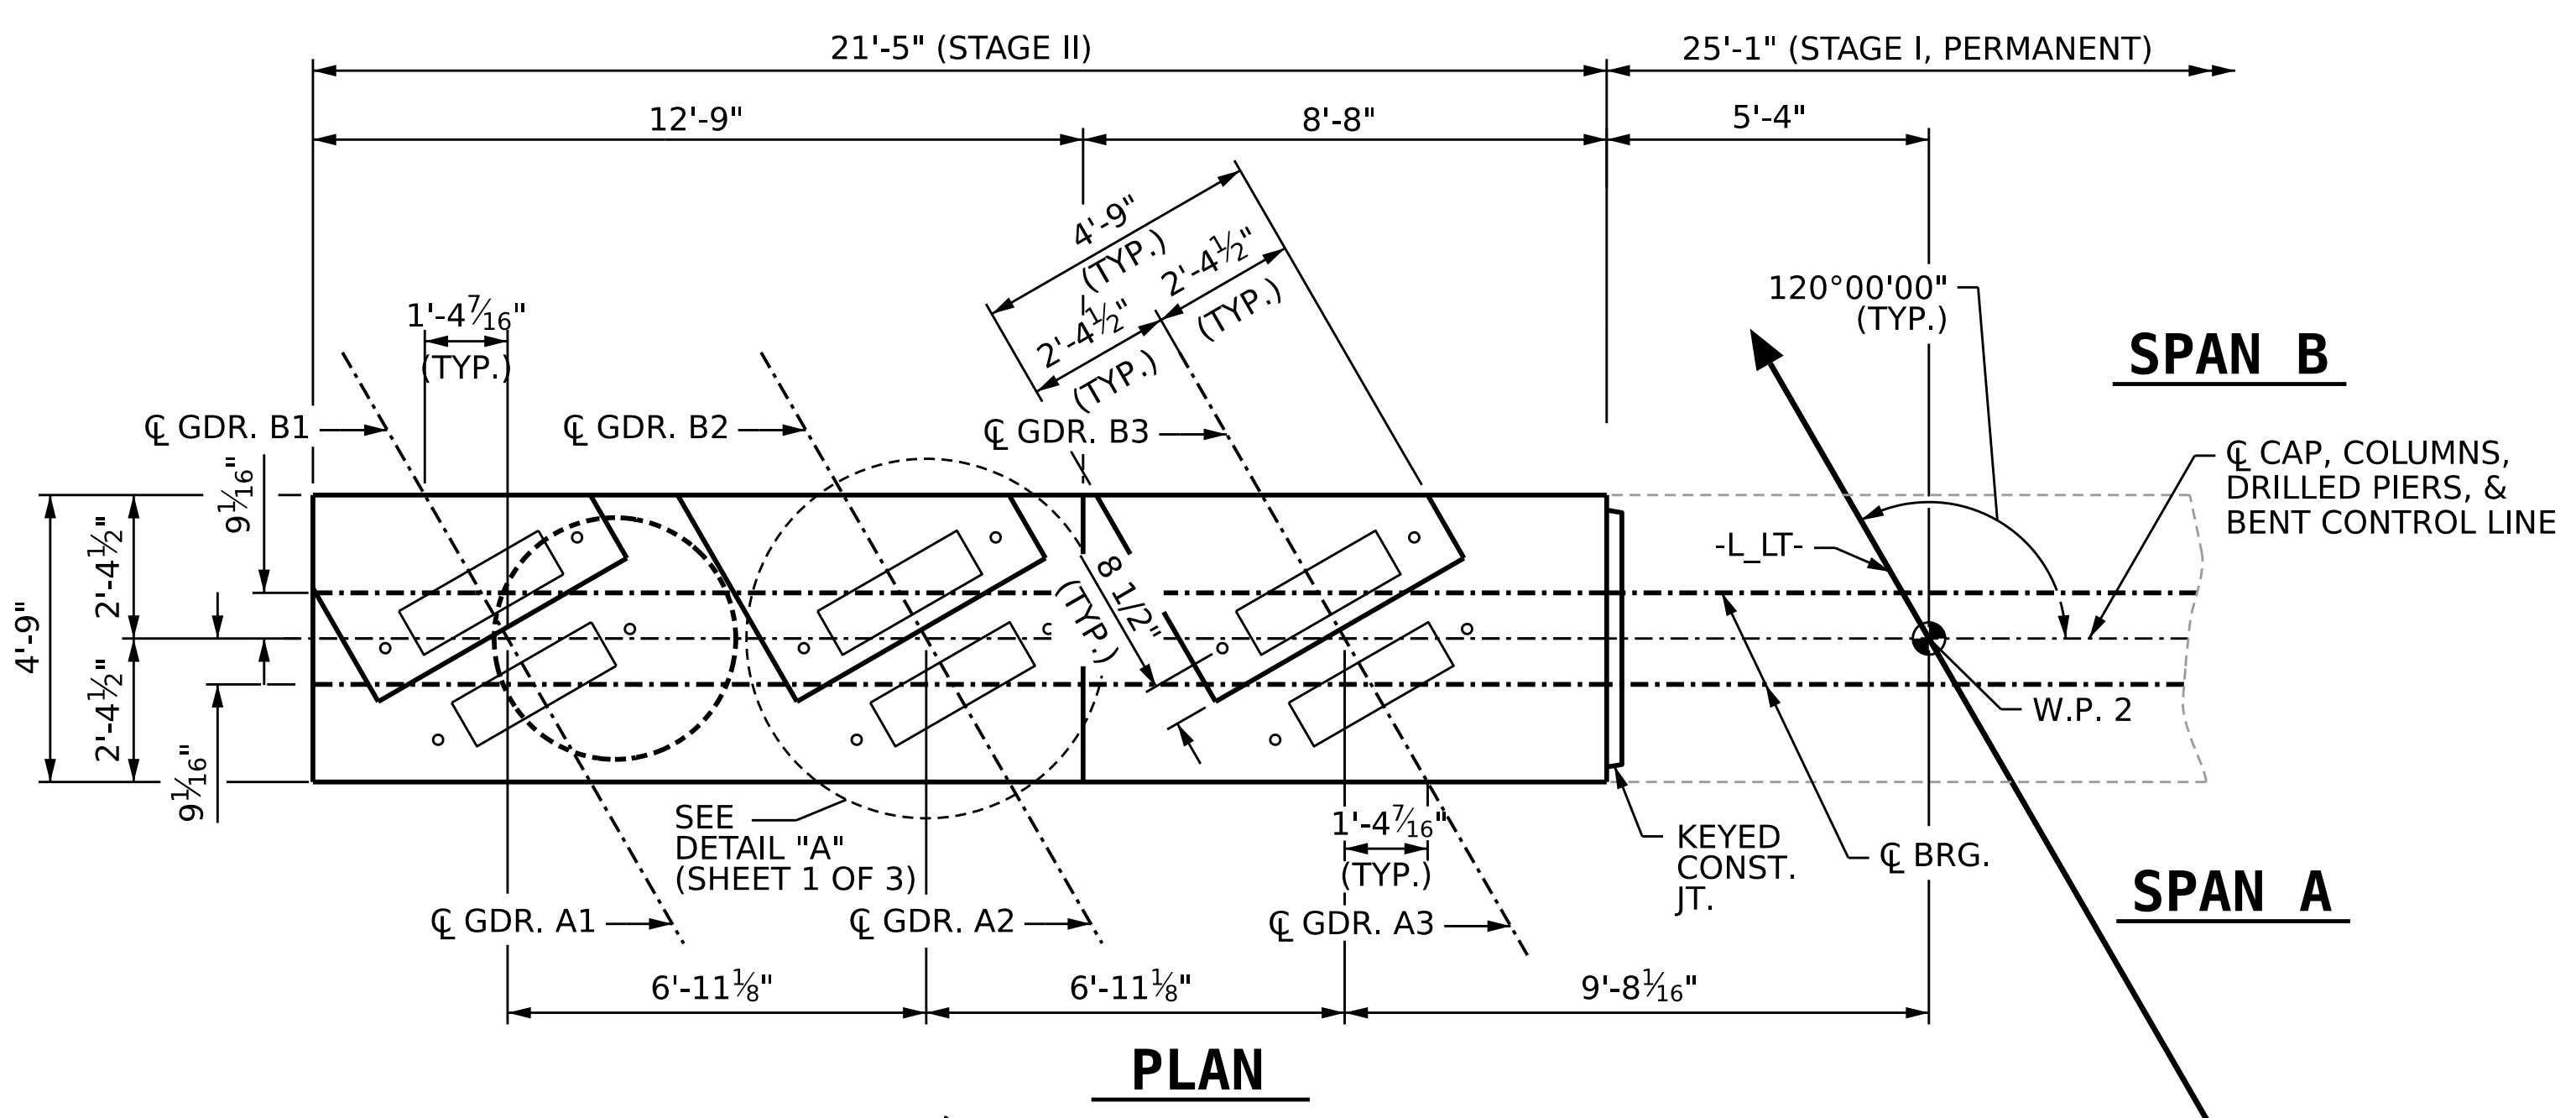 21'-5" (STAGE II)
25'-1" (STAGE I, PERMANENT)
12'-9"
8'-8"
5'-4"
4'-9"
(TYP.)
2'-4½"
(TYP.)
2'-4½"
(TYP.)
120°00'00"
(TYP.)
1'-4⁷⁄₁₆"
(TYP.)
SPAN B
℄ GDR. B1
℄ GDR. B2
℄ GDR. B3
℄ CAP, COLUMNS,
DRILLED PIERS, &
BENT CONTROL LINE
9¹⁄₁₆"
-L_LT-
2'-4½"
4'-9"
8 1/2"
(TYP.)
2'-4½"
W.P. 2
9¹⁄₁₆"
SEE
DETAIL "A"
(SHEET 1 OF 3)
1'-4⁷⁄₁₆"
(TYP.)
KEYED
CONST.
JT.
℄ BRG.
SPAN A
℄ GDR. A1
℄ GDR. A2
℄ GDR. A3
6'-11⅛"
6'-11⅛"
9'-8¹⁄₁₆"
PLAN